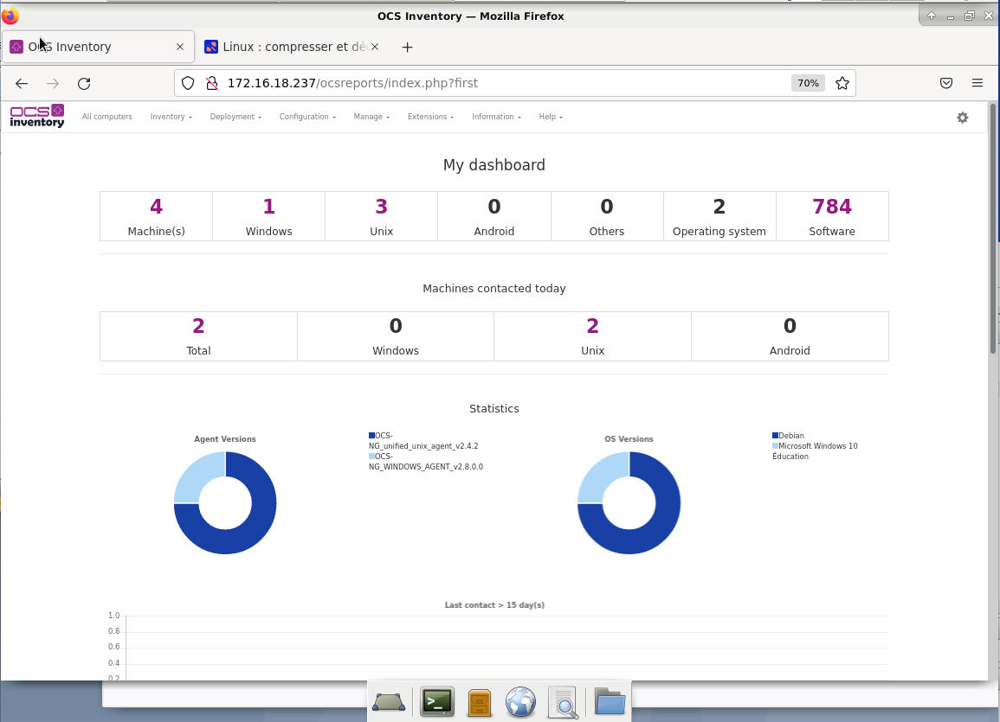 OCS Inventory — Mozilla Firefox
OCS Inventory
Linux : compresser et dé
172.16.18.237/ocsreports/index.php?first
70%
OCS inventory
All computers
Inventory
Deployment
Configuration
Manage
Extensions
Information
Help
My dashboard
4
1
3
0
0
2
784
Machine(s)
Windows
Unix
Android
Others
Operating system
Software
Machines contacted today
2
0
2
0
Total
Windows
Unix
Android
Statistics
Agent Versions
OCS-
NG_unified_unix_agent_v2.4.2
OCS-
NG_WINDOWS_AGENT_v2.8.0.0
OS Versions
Debian
Microsoft Windows 10
Éducation
Last contact > 15 day(s)
1.0
0.8
0.6
0.4
0.2